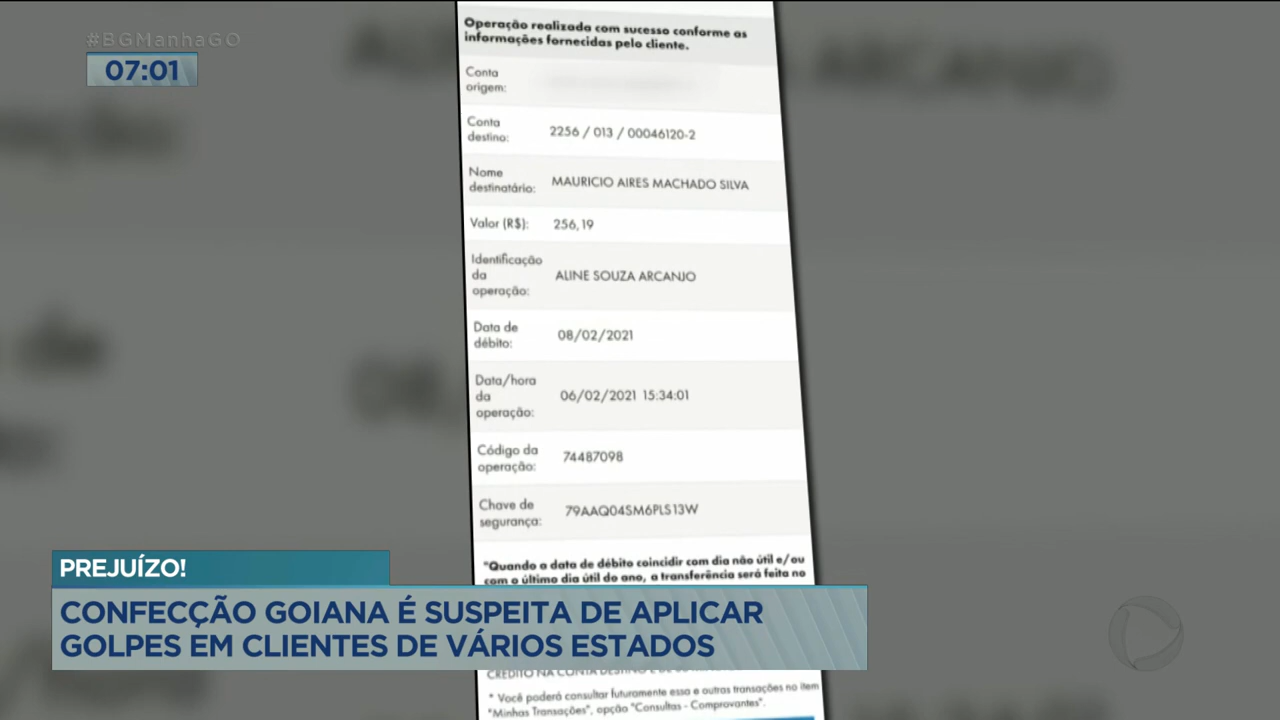 #BGManhaGO
07:01
Operação realizada com sucesso conforme as
informações fornecidas pelo cliente.
Conta
origem:
Conta
destino:
2256 / 013 / 00046120-2
Nome
destinatário:
MAURICIO AIRES MACHADO SILVA
Valor (R$):
256,19
Identificação
da
operação:
ALINE SOUZA ARCANJO
Data de
débito:
08/02/2021
Data/hora
da
operação:
06/02/2021 15:34:01
Código da
operação:
74487098
Chave de
segurança:
79AAQ04SM6PLS13W
"Quando a data de débito coincidir com dia não útil e/ou
com o último dia útil do ano, a transferência será feita no
PREJUÍZO!
CONFECÇÃO GOIANA É SUSPEITA DE APLICAR
GOLPES EM CLIENTES DE VÁRIOS ESTADOS
CRÉDITO NA CONTA DESTINO
* Você poderá consultar futuramente essa e outras transações no item
"Minhas Transações", opção "Consultas - Comprovantes".